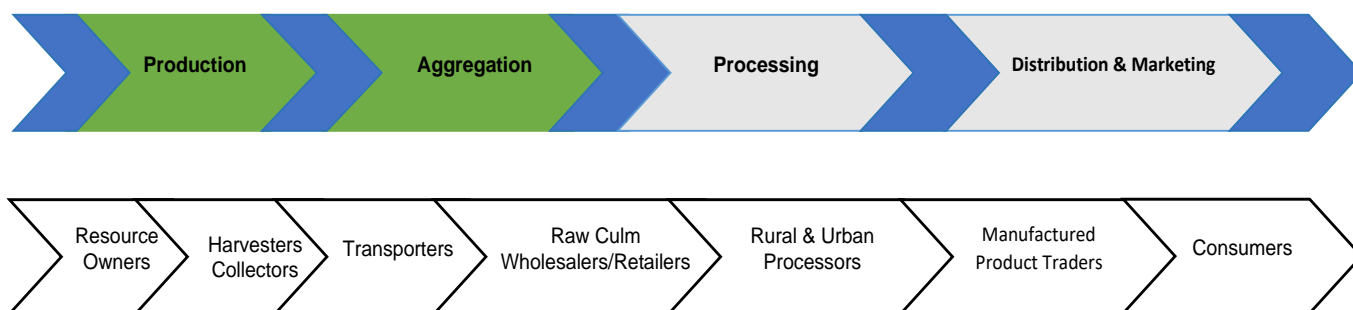 Production
Aggregation
Processing
Distribution & Marketing
Resource
Owners
Harvesters
Collectors
Transporters
Raw Culm
Wholesalers/Retailers
Rural & Urban
Processors
Manufactured
Product Traders
Consumers